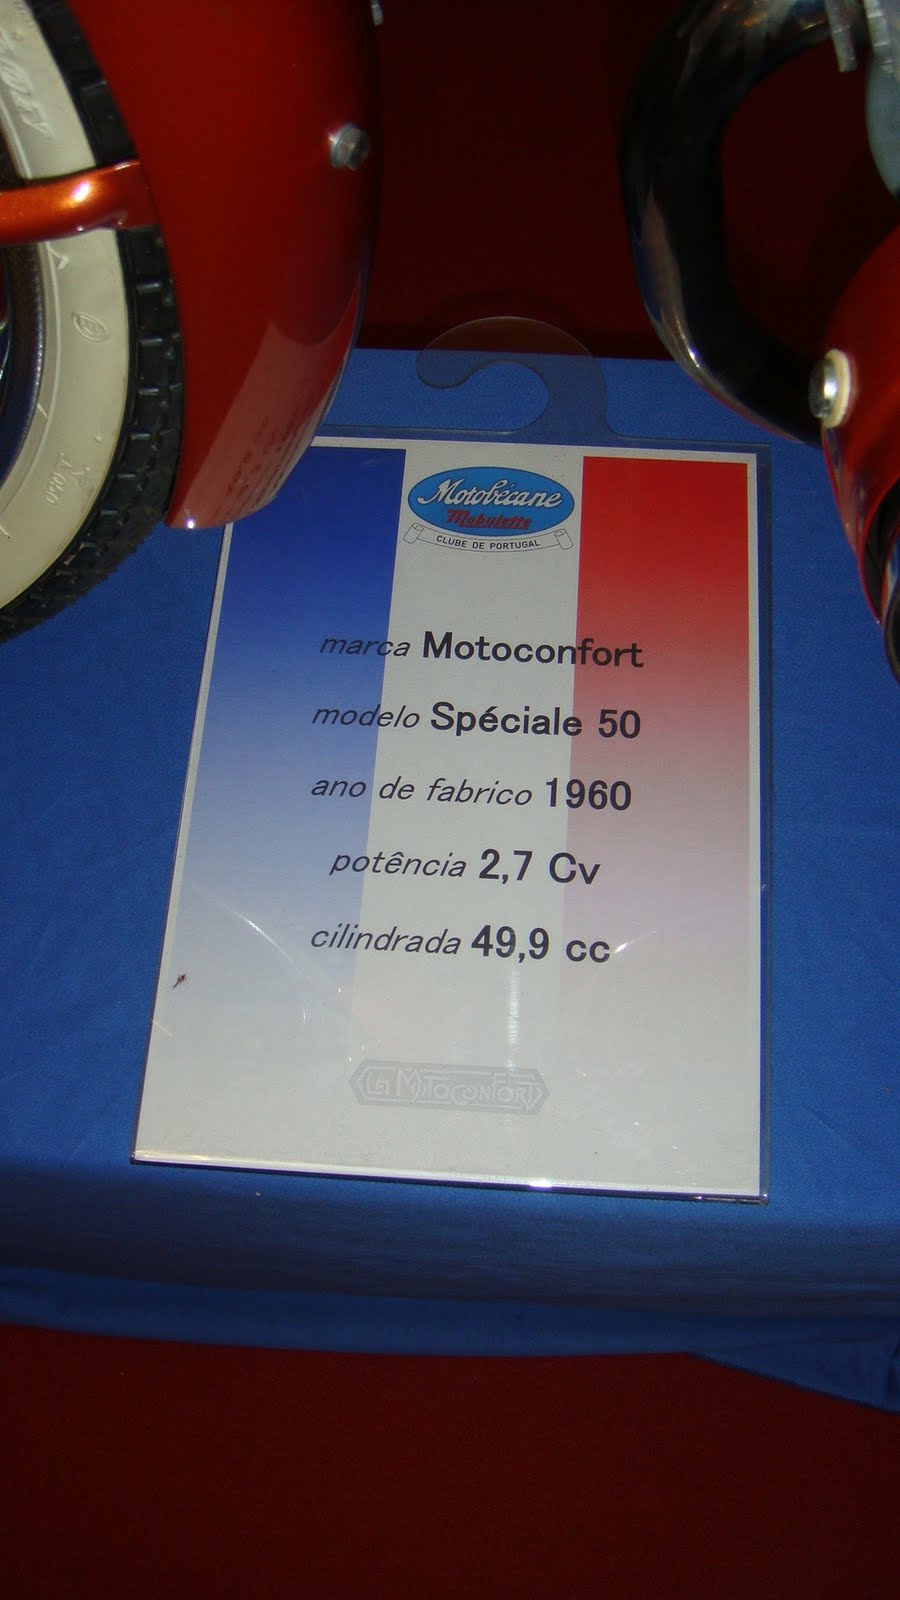 Motobécane
Mobylette
CLUBE DE PORTUGAL
marca Motoconfort
modelo Spéciale 50
ano de fabrico 1960
potência 2,7 Cv
cilindrada 49,9 cc
LA MOTOCONFORT